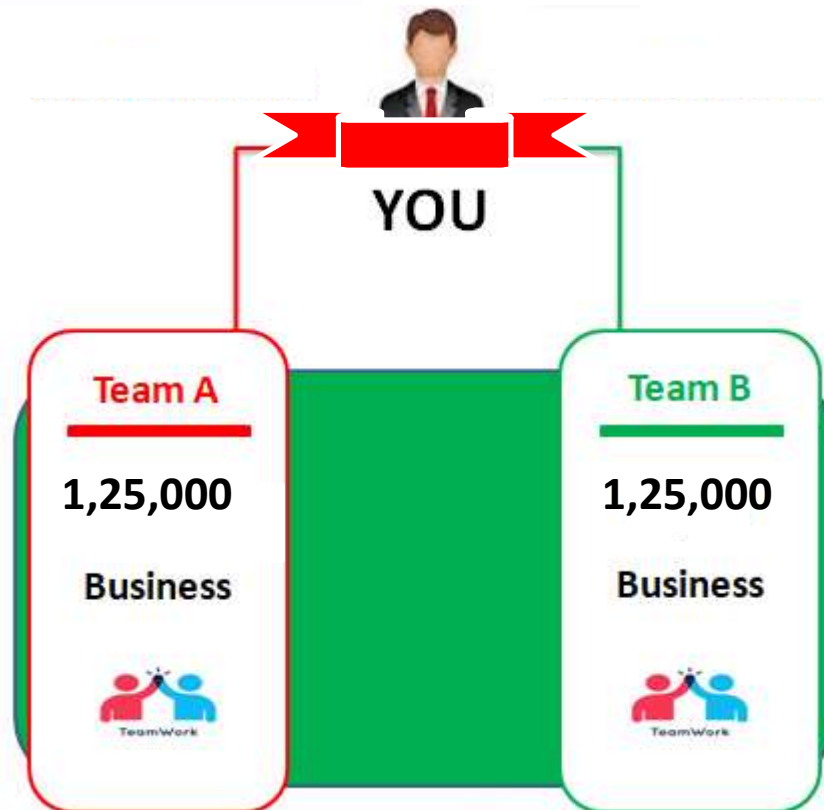 YOU
Team A
1,25,000
Business
TeamWork
Team B
1,25,000
Business
TeamWork